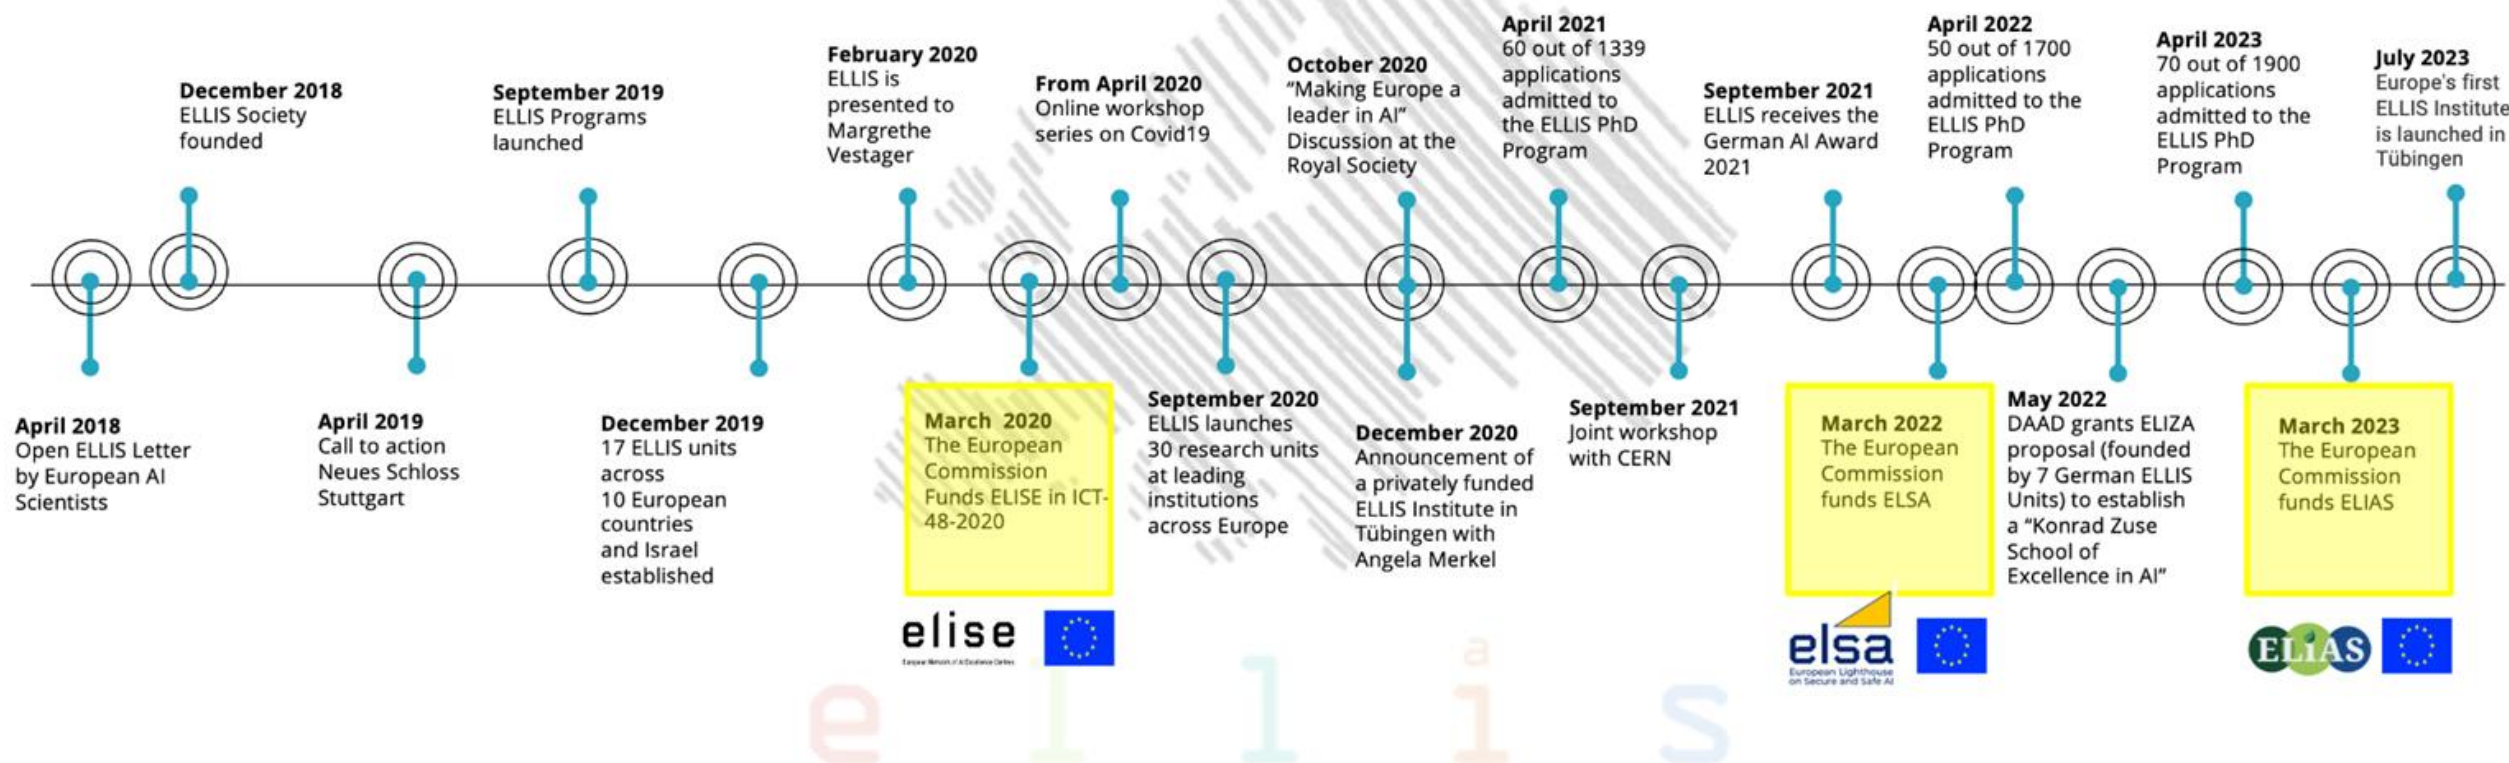 December 2018
ELLIS Society
founded
September 2019
ELLIS Programs
launched
February 2020
ELLIS is
presented to
Margrethe
Vestager
From April 2020
Online workshop
series on Covid19
October 2020
“Making Europe a
leader in AI”
Discussion at the
Royal Society
April 2021
60 out of 1339
applications
admitted to
the ELLIS PhD
Program
September 2021
ELLIS receives the
German AI Award
2021
April 2022
50 out of 1700
applications
admitted to the
ELLIS PhD
Program
April 2023
70 out of 1900
applications
admitted to the
ELLIS PhD
Program
July 2023
Europe's first
ELLIS Institute
is launched in
Tübingen
April 2018
Open ELLIS Letter
by European AI
Scientists
April 2019
Call to action
Neues Schloss
Stuttgart
December 2019
17 ELLIS units
across
10 European
countries
and Israel
established
March 2020
The European
Commission
Funds ELISE in ICT-
48-2020
September 2020
ELLIS launches
30 research units
at leading
institutions
across Europe
December 2020
Announcement of
a privately funded
ELLIS Institute in
Tübingen with
Angela Merkel
September 2021
Joint workshop
with CERN
March 2022
The European
Commission
funds ELSA
May 2022
DAAD grants ELIZA
proposal (founded
by 7 German ELLIS
Units) to establish
a “Konrad Zuse
School of
Excellence in AI”
March 2023
The European
Commission
funds ELIAS
elise
European Network of AI Excellence Centres
elsa
European Lighthouse
on Secure and Safe AI
ELiAS
a
e l l i s